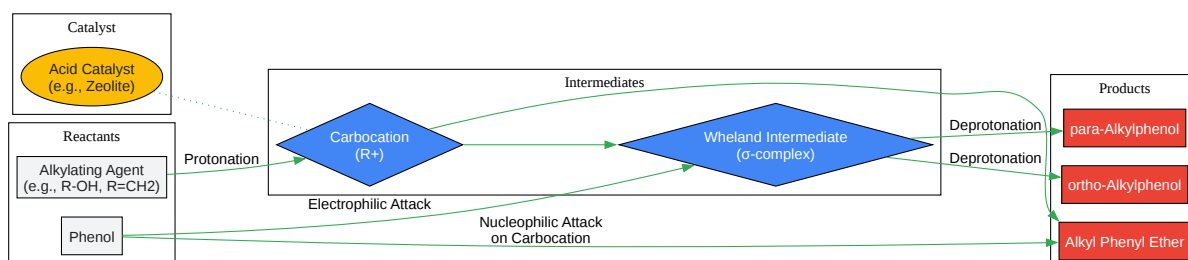 Catalyst
Acid Catalyst
(e.g., Zeolite)
Reactants
Alkylating Agent
(e.g., R-OH, R=CH2)
Phenol
Protonation
Intermediates
Carbocation
(R+)
Wheland Intermediate
(σ-complex)
Electrophilic Attack
Nucleophilic Attack
on Carbocation
Deprotonation
Deprotonation
Products
para-Alkylphenol
ortho-Alkylphenol
Alkyl Phenyl Ether